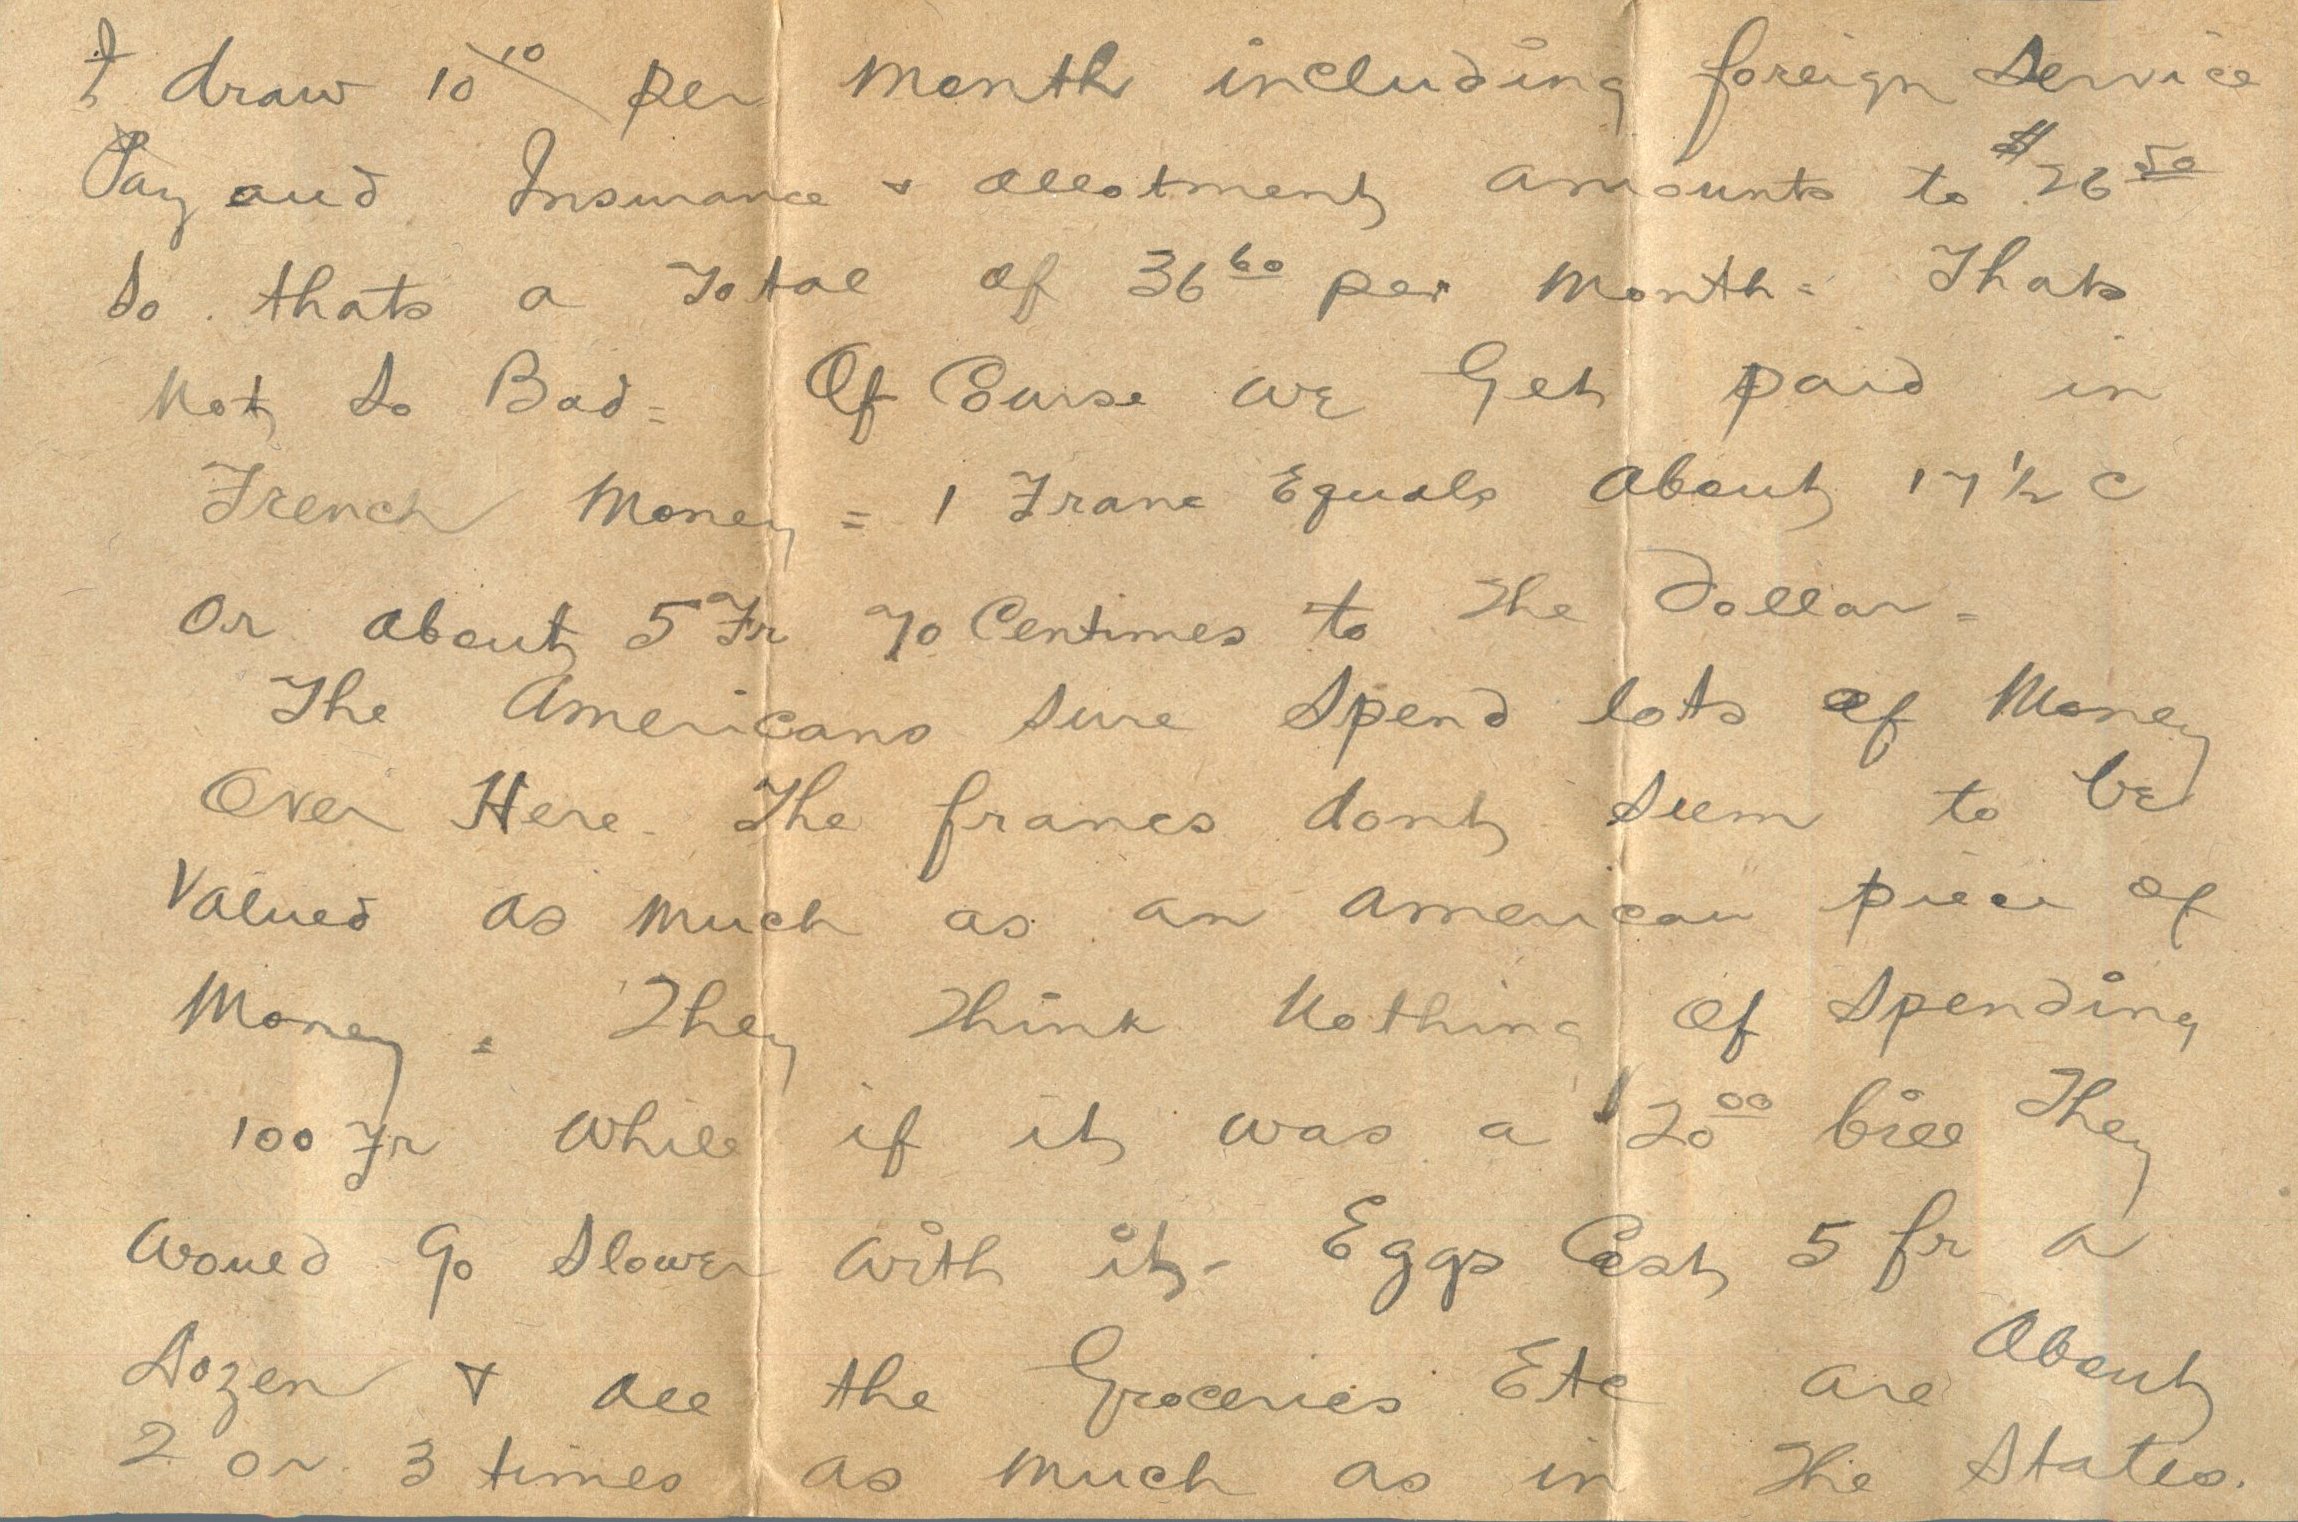 I draw 10 10/ per month including foreign Service
Pay and Insurance & allotment amounts to $26 50
So. thats a Total of 36 60 per Month = Thats
Not So Bad = Of Course we Get paid in
French Money = 1 Franc Equals About 17 1/2 c
Or about 5 Fr 70 Centimes to The Dollar =
The Americans sure Spend lots of Money
Over Here. The francs dont Seem to be
Valued as Much as an American piece of
Money = They Think Nothing of Spending
100 Fr while if it was a $20 00 bill They
would Go Slower with it - Eggs Cost 5 fr a
Dozen & all the Groceries Etc are About
2 or 3 times as Much as in The States.